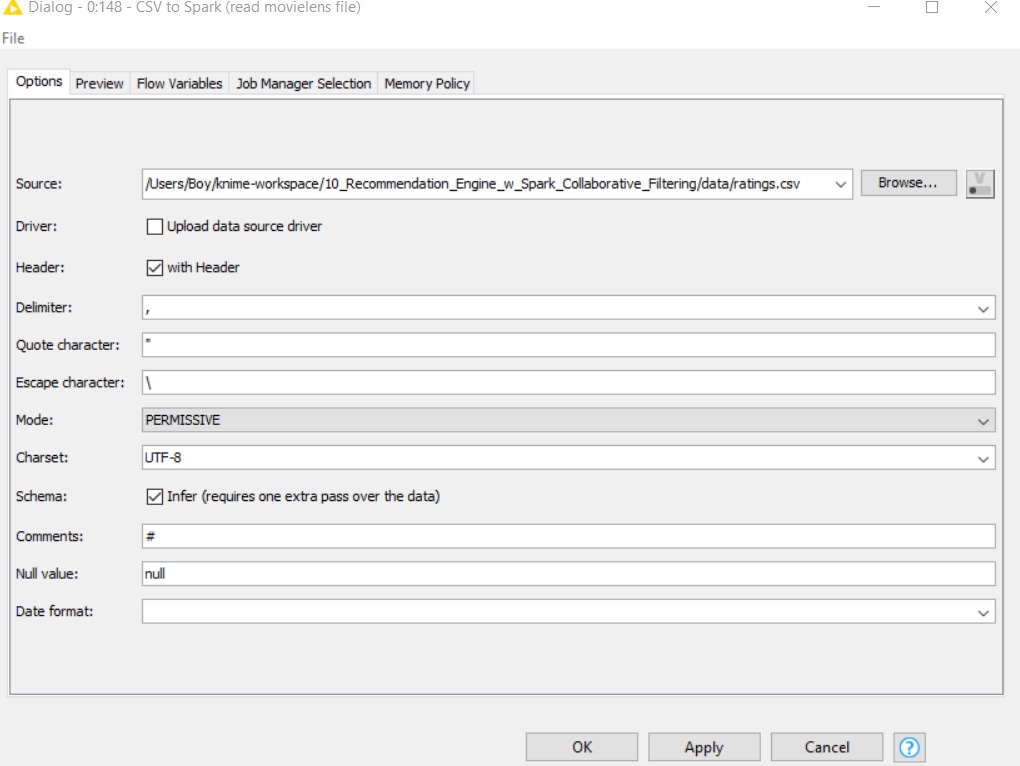 Dialog - 0:148 - CSV to Spark (read movielens file)
File
Options Preview Flow Variables Job Manager Selection Memory Policy
Source: /Users/Boy/knime-workspace/10_Recommendation_Engine_w_Spark_Collaborative_Filtering/data/ratings.csv Browse... V
Driver: Upload data source driver
Header: with Header
Delimiter: ,
Quote character: "
Escape character: \
Mode: PERMISSIVE
Charset: UTF-8
Schema: Infer (requires one extra pass over the data)
Comments: #
Null value: null
Date format:
OK Apply Cancel ?